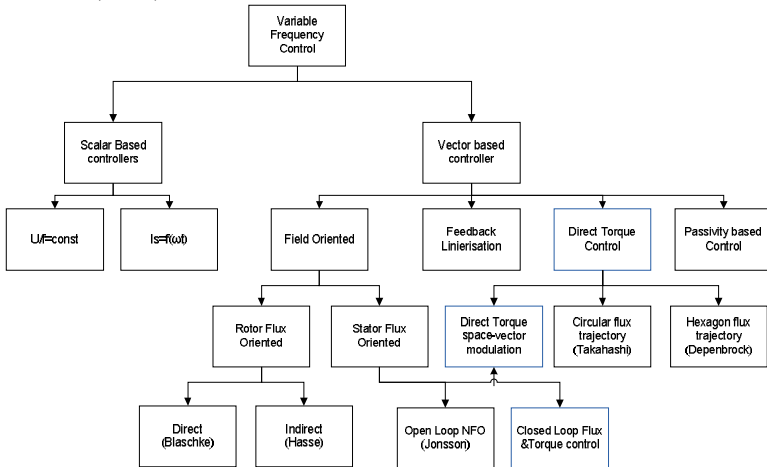 Variable
Frequency
Control
Scalar Based
controllers
Vector based
controller
U/f=const
Is=f(ωt)
Field Oriented
Feedback
Linierisation
Direct Torque
Control
Passivity based
Control
Rotor Flux
Oriented
Stator Flux
Oriented
Direct Torque
space-vector
modulation
Circular flux
trajectory
(Takahashi)
Hexagon flux
trajectory
(Depenbrock)
Direct
(Blaschke)
Indirect
(Hasse)
Open Loop NFO
(Jonsson)
Closed Loop Flux
&Torque control